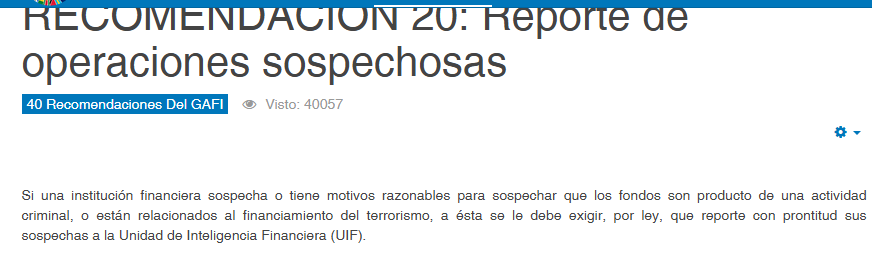 RECOMENDACIÓN 20: Reporte de
operaciones sospechosas
40 Recomendaciones Del GAFI Visto: 40057
Si una institución financiera sospecha o tiene motivos razonables para sospechar que los fondos son producto de una actividad
criminal, o están relacionados al financiamiento del terrorismo, a ésta se le debe exigir, por ley, que reporte con prontitud sus
sospechas a la Unidad de Inteligencia Financiera (UIF).